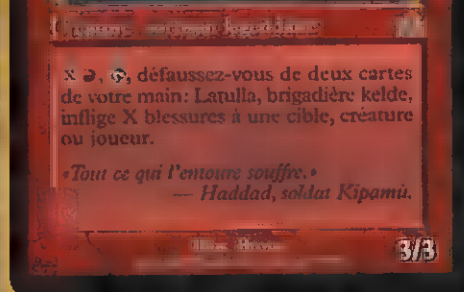 X , , défaussez-vous de deux cartes
de votre main: Latulla, brigadière kelde,
inflige X blessures à une cible, créature
ou joueur.
«Tout ce qui l'entoure souffre.»
— Haddad, soldat Kipamu.
3/3